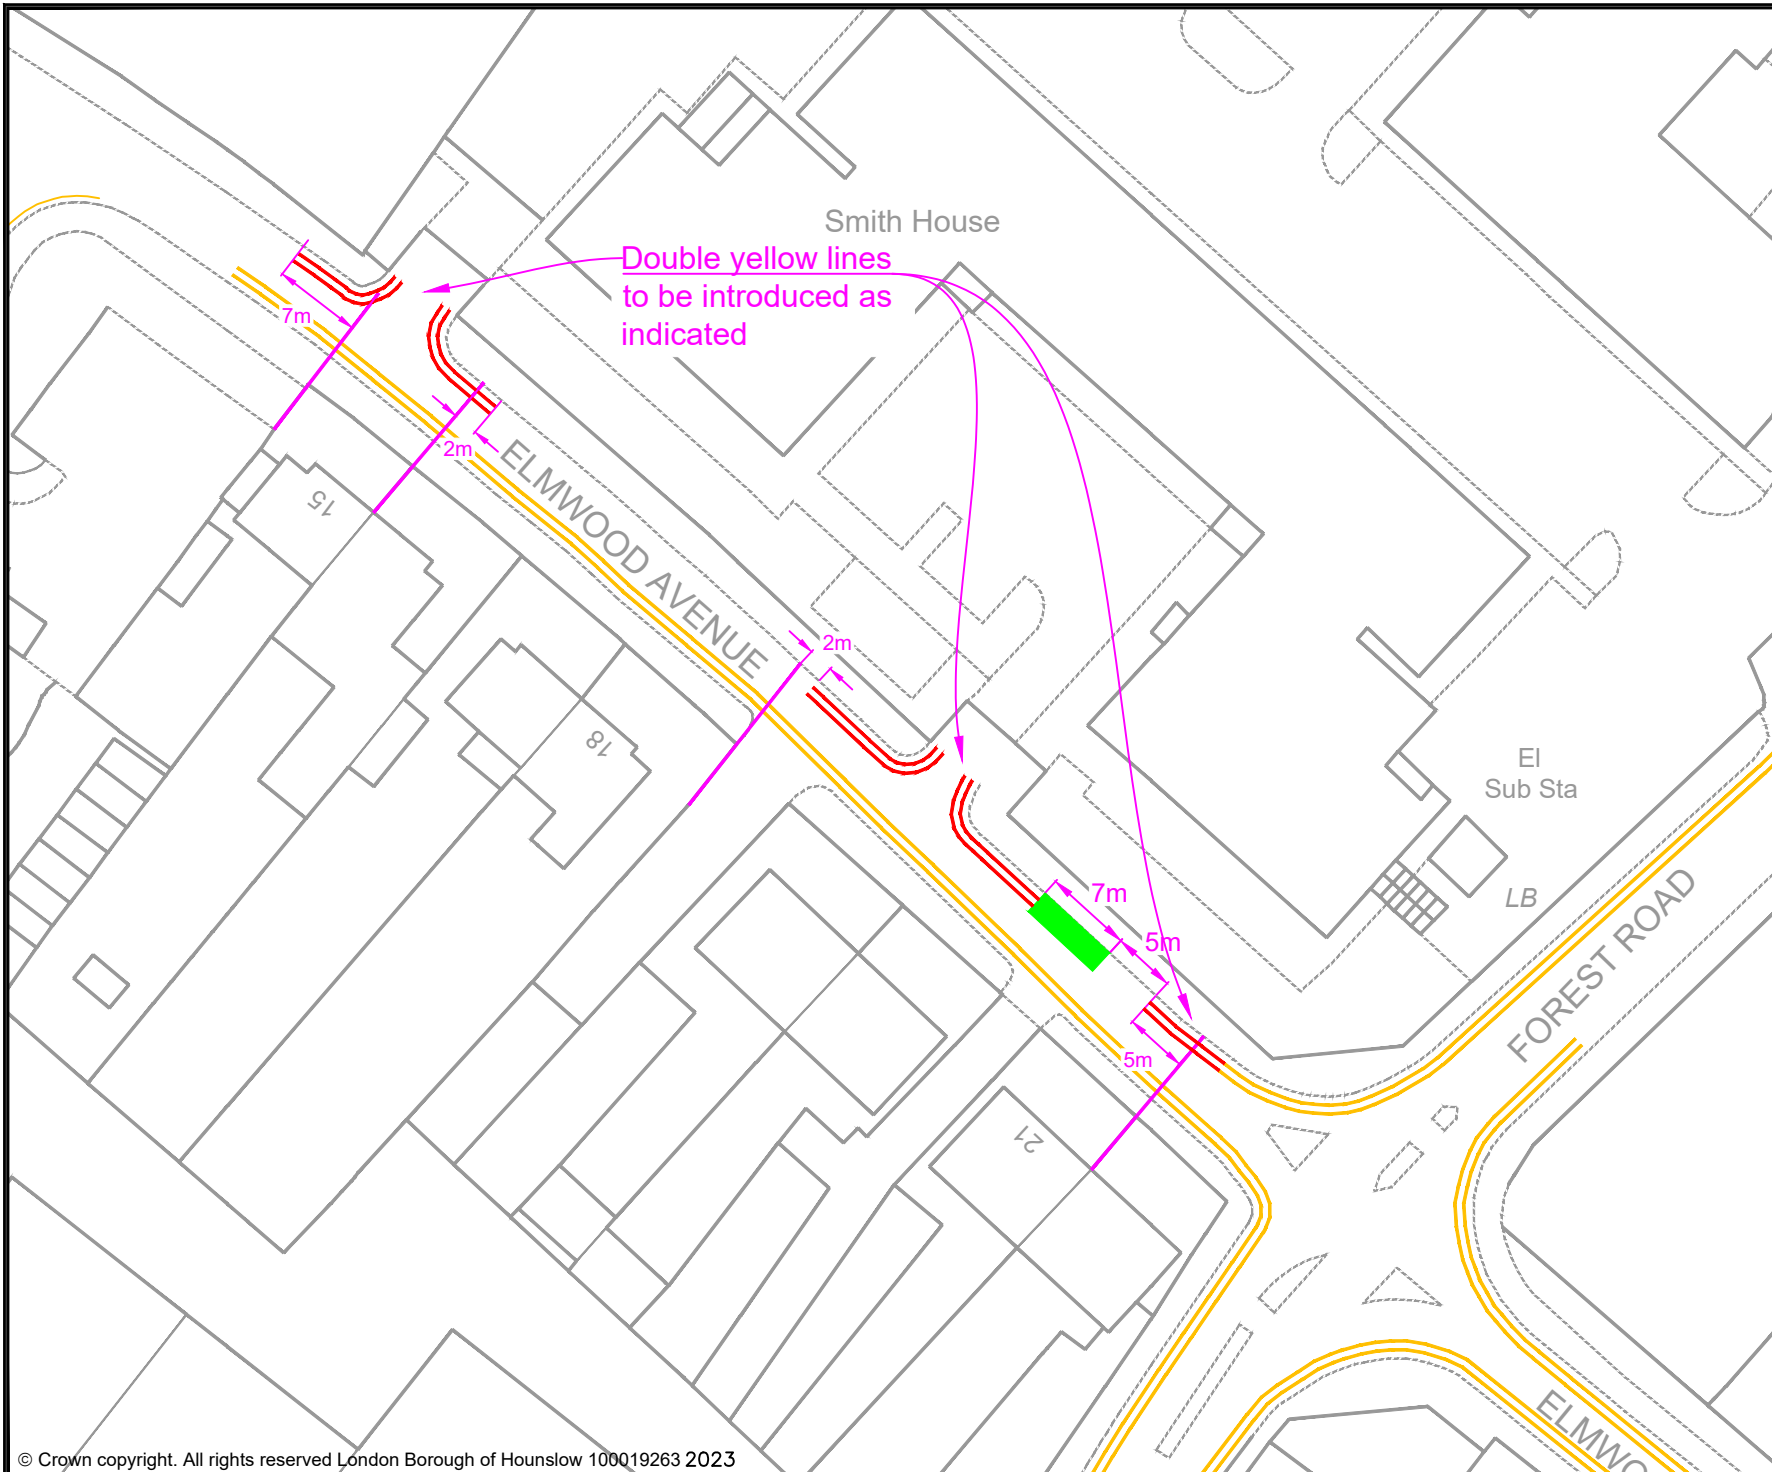 Smith House
Double yellow lines
to be introduced as
indicated
7m
2m
ELMWOOD AVENUE
15
2m
18
El
Sub Sta
LB
7m
5m
FOREST ROAD
5m
21
ELMWO
© Crown copyright. All rights reserved London Borough of Hounslow 100019263 2023